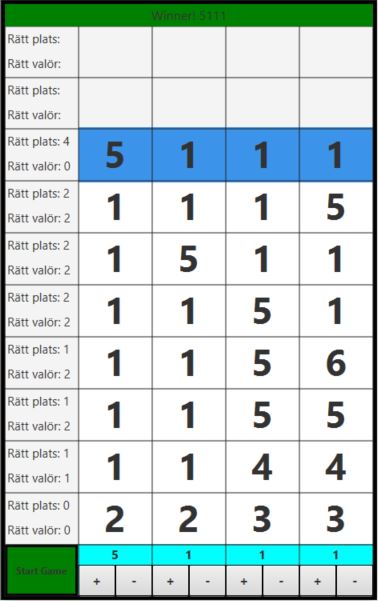 Winner! 5111
Rätt plats:
Rätt valör:
Rätt plats:
Rätt valör:
Rätt plats: 4
Rätt valör: 0
5 1 1 1
Rätt plats: 2
Rätt valör: 2
1 1 1 5
Rätt plats: 2
Rätt valör: 2
1 5 1 1
Rätt plats: 2
Rätt valör: 2
1 1 5 1
Rätt plats: 1
Rätt valör: 2
1 1 5 6
Rätt plats: 1
Rätt valör: 2
1 1 5 5
Rätt plats: 1
Rätt valör: 1
1 1 4 4
Rätt plats: 0
Rätt valör: 0
2 2 3 3
5 1 1 1
Start Game
+ - + - + - + -